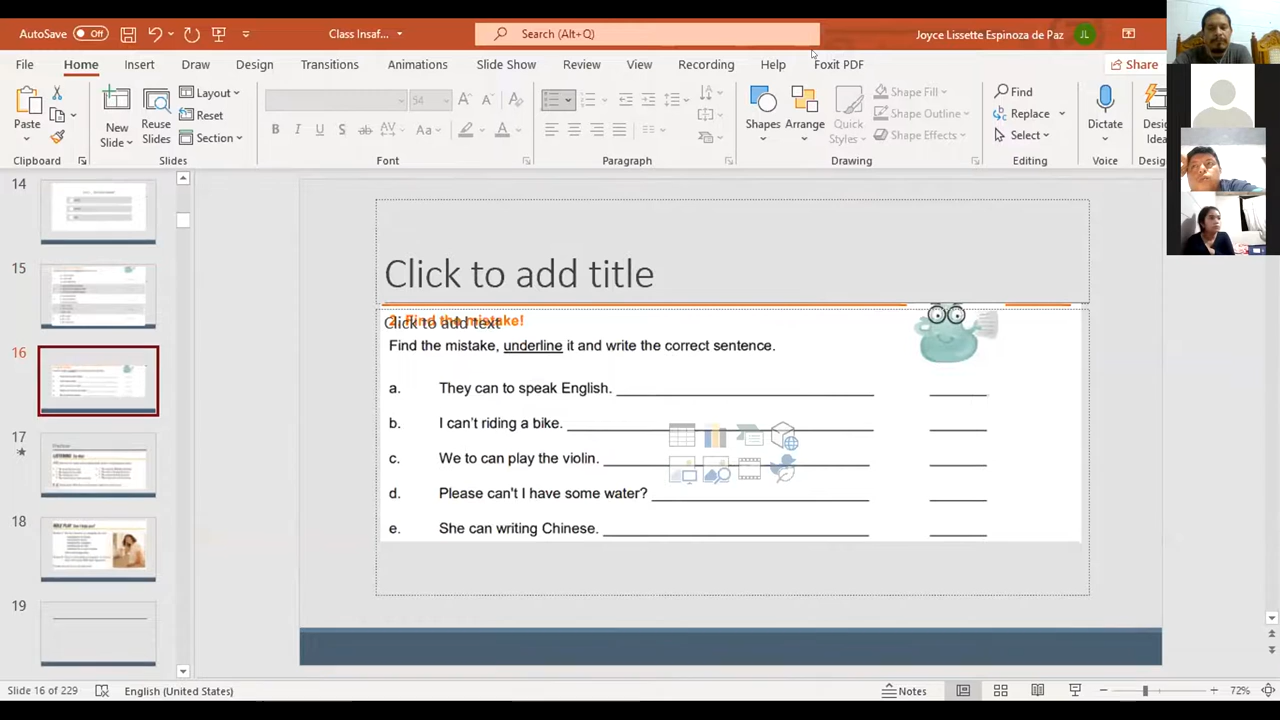 AutoSave Off Class Insaf... Search (Alt+Q) Joyce Lissette Espinoza de Paz JL
File Home Insert Draw Design Transitions Animations Slide Show Review View Recording Help Foxit PDF Share
Paste New Slide Reuse Slides Layout Reset Section
54
B I U S ab AV Aa A
Shapes Arrange Quick Styles Shape Fill Shape Outline Shape Effects
Find Replace Select Dictate
Clipboard Slides Font Paragraph Drawing Editing Voice
14
15
16
17
18
19
Click to add title
Click to add text
2. Find the mistake!
Find the mistake, underline it and write the correct sentence.
a. They can to speak English.
b. I can't riding a bike.
c. We to can play the violin.
d. Please can't I have some water?
e. She can writing Chinese.
Slide 16 of 229 English (United States) Notes 72%